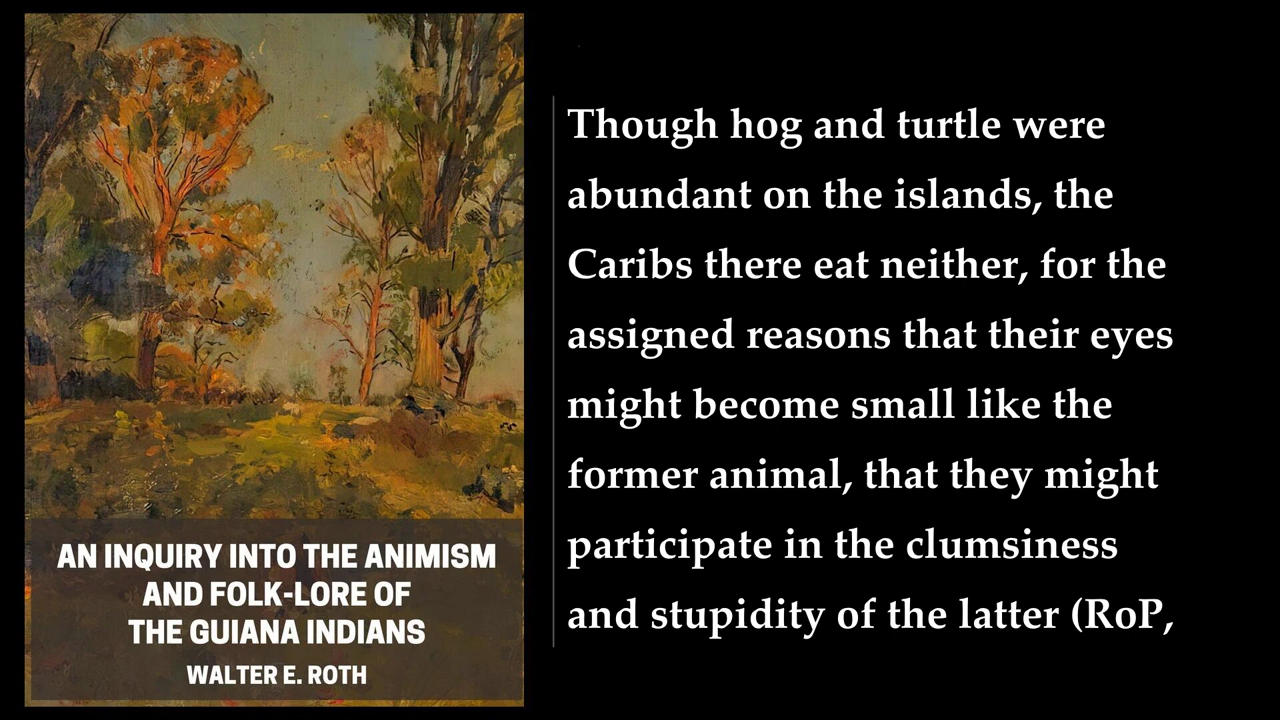 Though hog and turtle were
abundant on the islands, the
Caribs there eat neither, for the
assigned reasons that their eyes
might become small like the
former animal, that they might
participate in the clumsiness
and stupidity of the latter (RoP,
AN INQUIRY INTO THE ANIMISM
AND FOLK-LORE OF
THE GUIANA INDIANS
WALTER E. ROTH